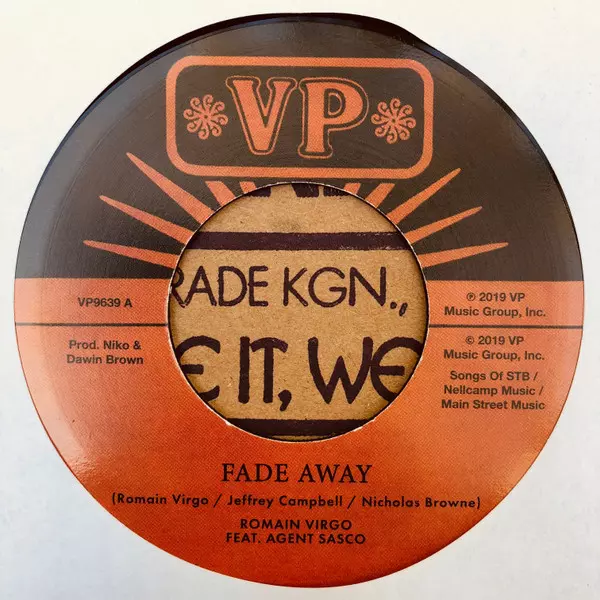 VP
RADE KGN.,
E IT, WE
VP9639 A
Prod. Niko &
Dawin Brown
℗ 2019 VP
Music Group, Inc.
© 2019 VP
Music Group, Inc.
Songs Of STB /
Nellcamp Music /
Main Street Music
FADE AWAY
(Romain Virgo / Jeffrey Campbell / Nicholas Browne)
ROMAIN VIRGO
FEAT. AGENT SASCO